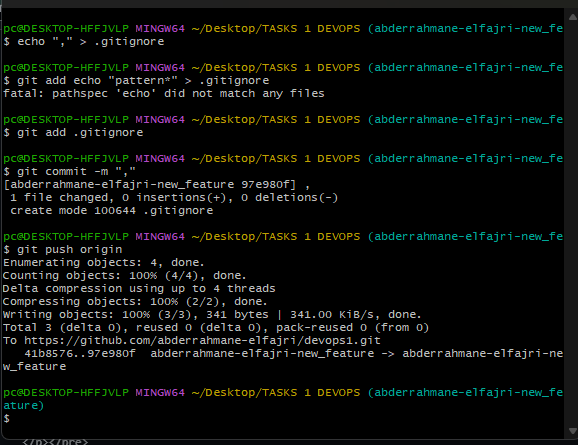 pc@DESKTOP-HFFJVLP MINGW64 ~/Desktop/TASKS 1 DEVOPS (abderrahmane-elfajri-new_fe
$ echo "," > .gitignore
pc@DESKTOP-HFFJVLP MINGW64 ~/Desktop/TASKS 1 DEVOPS (abderrahmane-elfajri-new_fe
$ git add echo "pattern*" > .gitignore
fatal: pathspec 'echo' did not match any files
pc@DESKTOP-HFFJVLP MINGW64 ~/Desktop/TASKS 1 DEVOPS (abderrahmane-elfajri-new_fe
$ git add .gitignore
pc@DESKTOP-HFFJVLP MINGW64 ~/Desktop/TASKS 1 DEVOPS (abderrahmane-elfajri-new_fe
$ git commit -m ","
[abderrahmane-elfajri-new_feature 97e980f] ,
 1 file changed, 0 insertions(+), 0 deletions(-)
 create mode 100644 .gitignore
pc@DESKTOP-HFFJVLP MINGW64 ~/Desktop/TASKS 1 DEVOPS (abderrahmane-elfajri-new_fe
$ git push origin
Enumerating objects: 4, done.
Counting objects: 100% (4/4), done.
Delta compression using up to 4 threads
Compressing objects: 100% (2/2), done.
Writing objects: 100% (3/3), 341 bytes | 341.00 KiB/s, done.
Total 3 (delta 0), reused 0 (delta 0), pack-reused 0 (from 0)
To https://github.com/abderrahmane-elfajri/devops1.git
   41b8576..97e980f  abderrahmane-elfajri-new_feature -> abderrahmane-elfajri-ne
w_feature
pc@DESKTOP-HFFJVLP MINGW64 ~/Desktop/TASKS 1 DEVOPS (abderrahmane-elfajri-new_fe
ature)
$
</p></pre>